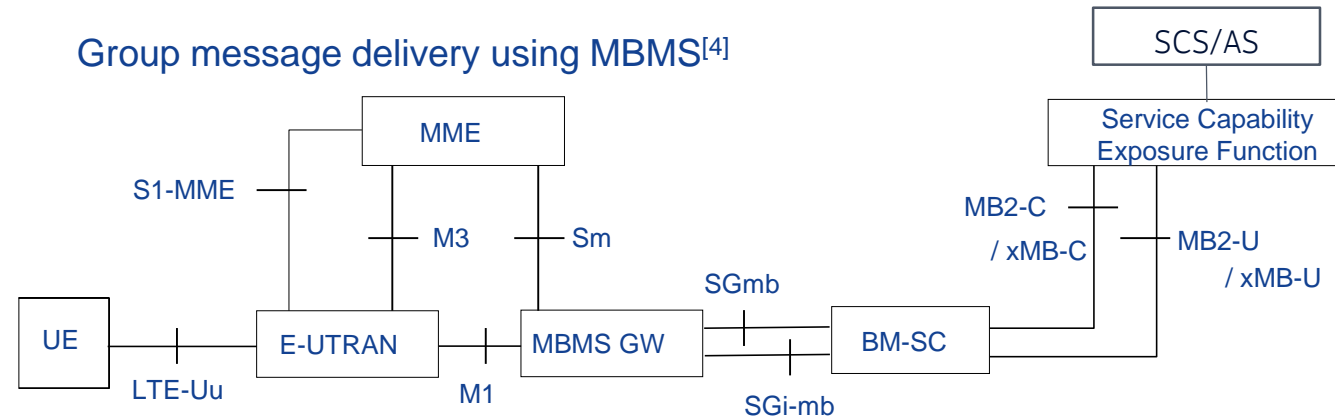 Group message delivery using MBMS[4]
SCS/AS
MME
Service Capability
Exposure Function
S1-MME
M3
Sm
MB2-C
/ xMB-C
MB2-U
/ xMB-U
SGmb
UE
E-UTRAN
MBMS GW
BM-SC
LTE-Uu
M1
SGi-mb